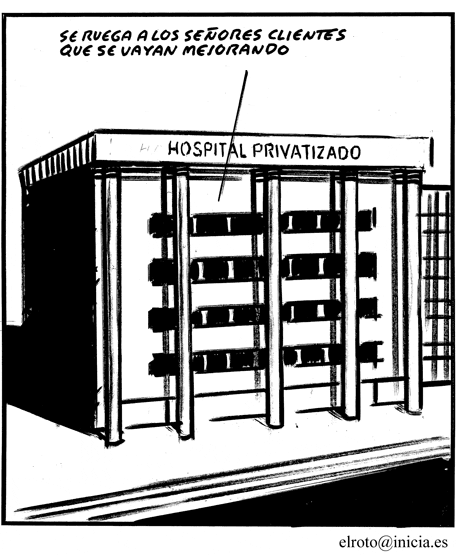 SE RUEGA A LOS SEÑORES CLIENTES
QUE SE VAYAN MEJORANDO
HOSPITAL PRIVATIZADO
elroto@inicia.es